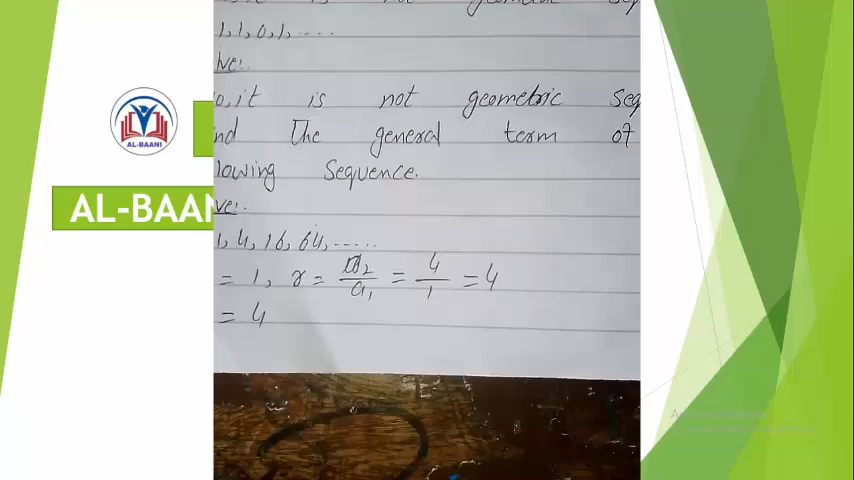 1, 1, 0, 1, ....
lve:.
o, it is not geometric seq
nd The general term of
lowing Sequence.
ve:.
1, 4, 16, 64, .....
= 1, r = a2/a1 = 4/1 = 4
= 4
AL-BAANI
AL-BAAN